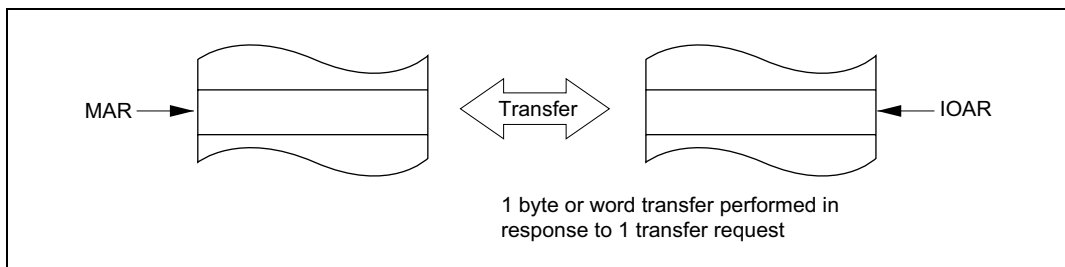 MAR
Transfer
IOAR
1 byte or word transfer performed in
response to 1 transfer request